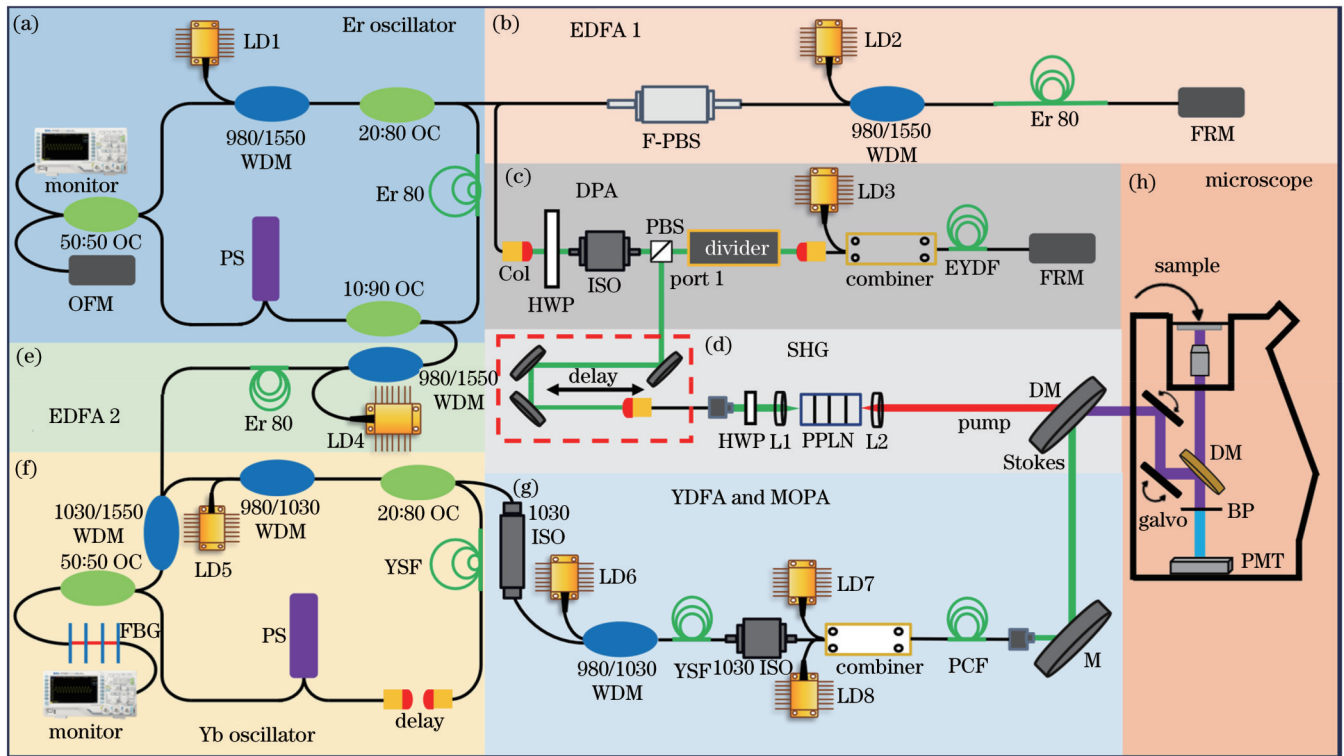 (a)
Er oscillator
LD1
980/1550
WDM
20:80 OC
monitor
50:50 OC
OFM
PS
Er 80
10:90 OC
(b)
EDFA 1
LD2
F-PBS
980/1550
WDM
Er 80
FRM
(c)
DPA
LD3
Col
HWP
ISO
PBS
port 1
divider
combiner
EYDF
FRM
(d)
SHG
delay
HWP
L1
PPLN
L2
pump
DM
Stokes
(e)
EDFA 2
Er 80
LD4
980/1550
WDM
(f)
1030/1550
WDM
LD5
980/1030
WDM
20:80 OC
50:50 OC
YSF
FBG
PS
monitor
delay
Yb oscillator
(g)
YDFA and MOPA
1030
ISO
LD6
980/1030
WDM
YSF
1030 ISO
LD7
LD8
combiner
PCF
M
(h)
microscope
sample
DM
galvo
BP
PMT